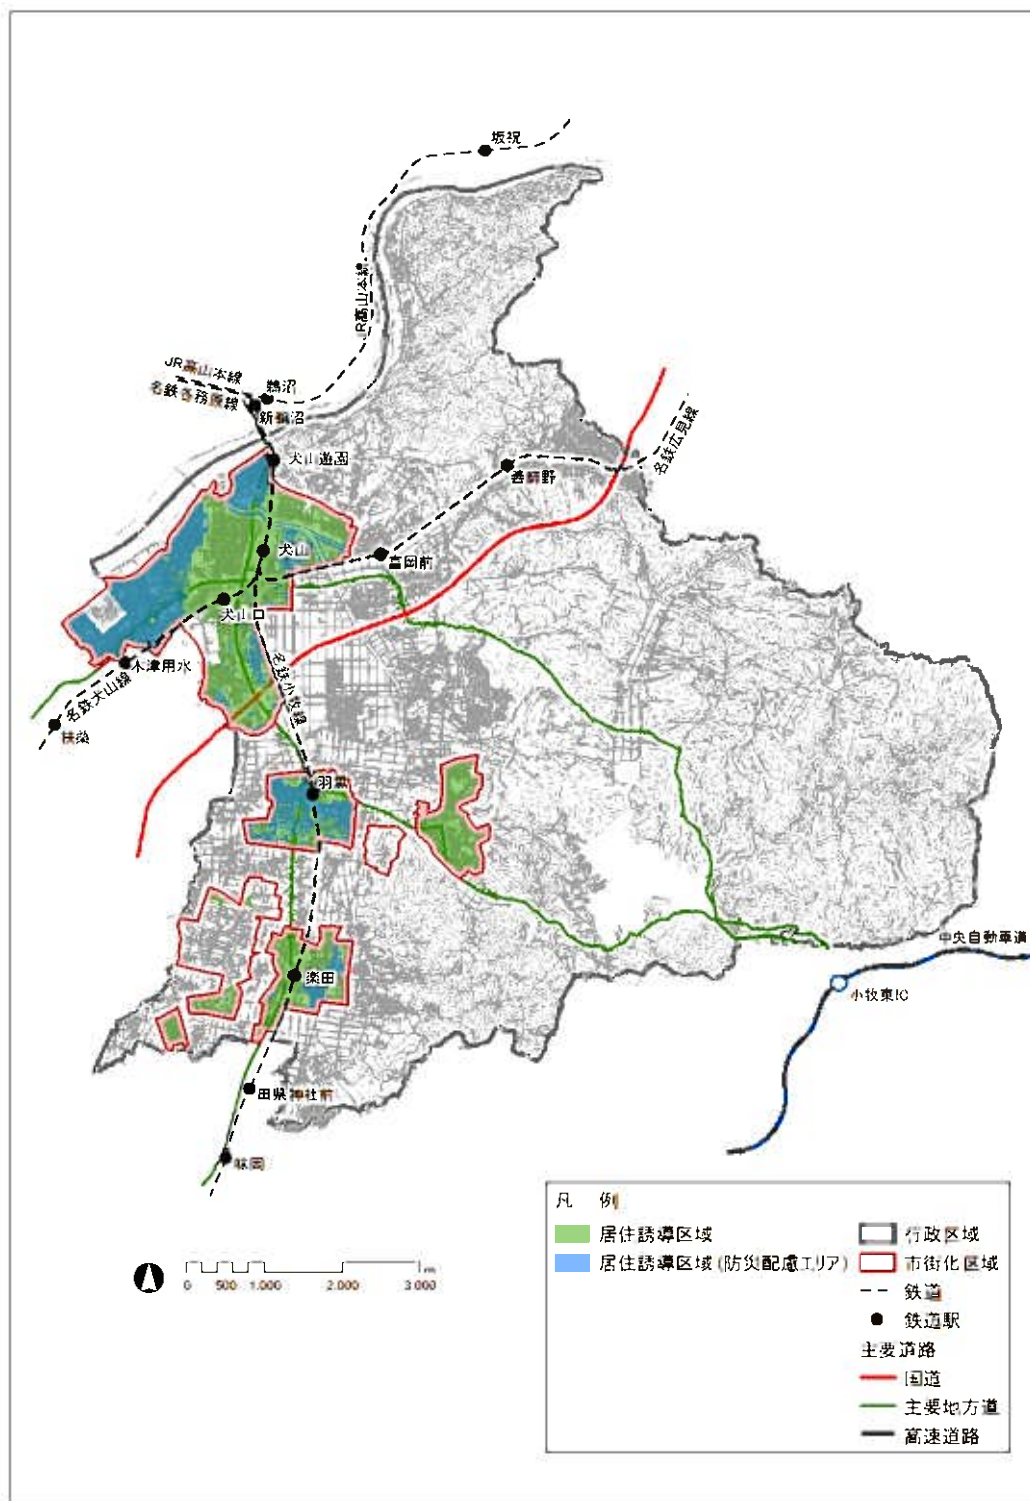 坂祝
JR高山本線
JR高山本線
名鉄各務原線
鵜沼
新鵜沼
犬山遊園
善師野
名鉄広見線
犬山
富岡前
犬山口
木津用水
名鉄犬山線
名鉄小牧線
扶桑
羽黒
楽田
中央自動車道
小牧東IC
田県神社前
味岡
凡 例
居住誘導区域
居住誘導区域(防災配慮エリア)
行政区域
市街化区域
鉄道
鉄道駅
主要道路
国道
主要地方道
高速道路
0 500 1,000 2,000 3,000 m